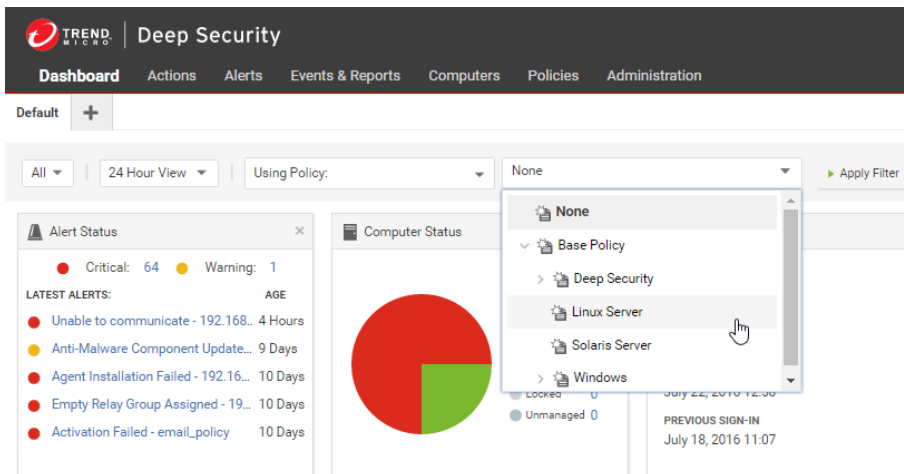 TREND MICRO Deep Security
Dashboard Actions Alerts Events & Reports Computers Policies Administration
Default +
All 24 Hour View Using Policy: None Apply Filter
None
Base Policy
Deep Security
Linux Server
Solaris Server
Windows
Alert Status
Critical: 64 Warning: 1
LATEST ALERTS: AGE
Unable to communicate - 192.168.. 4 Hours
Anti-Malware Component Update... 9 Days
Agent Installation Failed - 192.16... 10 Days
Empty Relay Group Assigned - 19... 10 Days
Activation Failed - email_policy 10 Days
Computer Status
Locked 0
Unmanaged 0
PREVIOUS SIGN-IN
July 18, 2016 11:07